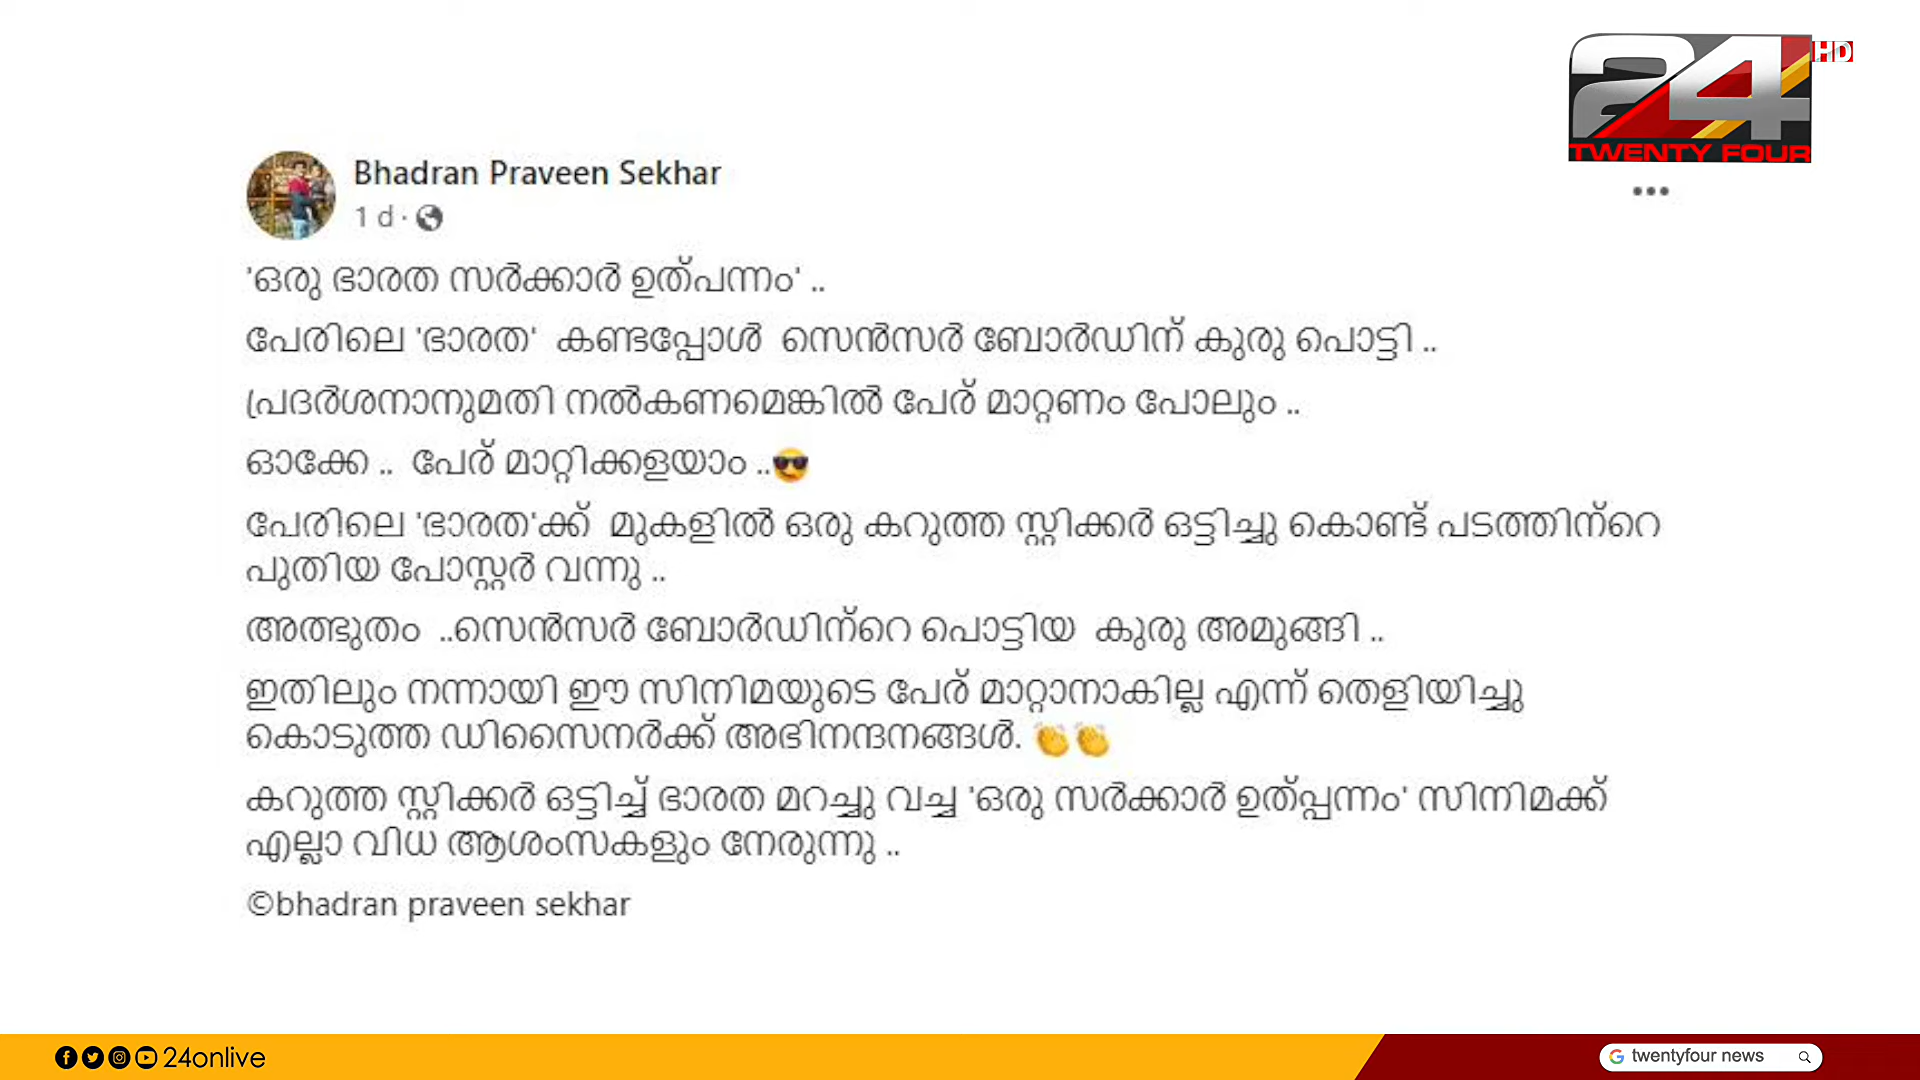 24
HD
TWENTY FOUR
Bhadran Praveen Sekhar
1 d ·
'ഒരു ഭാരത സർക്കാർ ഉത്പന്നം' ..
പേരിലെ 'ഭാരത' കണ്ടപ്പോൾ സെൻസർ ബോർഡിന് കുരു പൊട്ടി ..
പ്രദർശനാനുമതി നൽകണമെങ്കിൽ പേര് മാറ്റണം പോലും ..
ഓക്കേ .. പേര് മാറ്റിക്കളയാം ..😎
പേരിലെ 'ഭാരത'ക്ക് മുകളിൽ ഒരു കറുത്ത സ്റ്റിക്കർ ഒട്ടിച്ചു കൊണ്ട് പടത്തിന്റെ
പുതിയ പോസ്റ്റർ വന്നു ..
അത്ഭുതം ..സെൻസർ ബോർഡിന്റെ പൊട്ടിയ കുരു അമുങ്ങി ..
ഇതിലും നന്നായി ഈ സിനിമയുടെ പേര് മാറ്റാനാകില്ല എന്ന് തെളിയിച്ചു
കൊടുത്ത ഡിസൈനർക്ക് അഭിനന്ദനങ്ങൾ. 👏👏
കറുത്ത സ്റ്റിക്കർ ഒട്ടിച്ച് ഭാരത മറച്ചു വച്ച 'ഒരു സർക്കാർ ഉത്പ്പന്നം' സിനിമക്ക്
എല്ലാ വിധ ആശംസകളും നേരുന്നു ..
©bhadran praveen sekhar
24onlive
twentyfour news